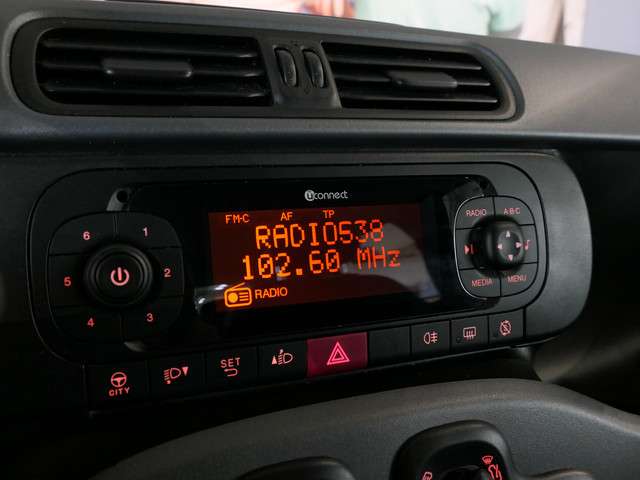 uconnect
FM-C AF TP
RADIO538
102.60 MHz
RADIO
RADIO A·B·C
MEDIA MENU
6 1
5 2
4 3
CITY
SET